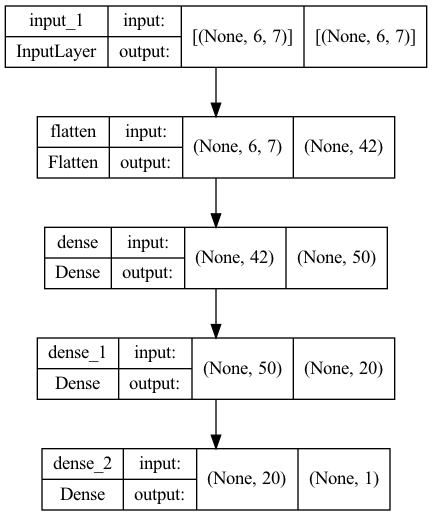 input_1 input: [(None, 6, 7)] [(None, 6, 7)]
InputLayer output:
flatten input: (None, 6, 7) (None, 42)
Flatten output:
dense input: (None, 42) (None, 50)
Dense output:
dense_1 input: (None, 50) (None, 20)
Dense output:
dense_2 input: (None, 20) (None, 1)
Dense output: